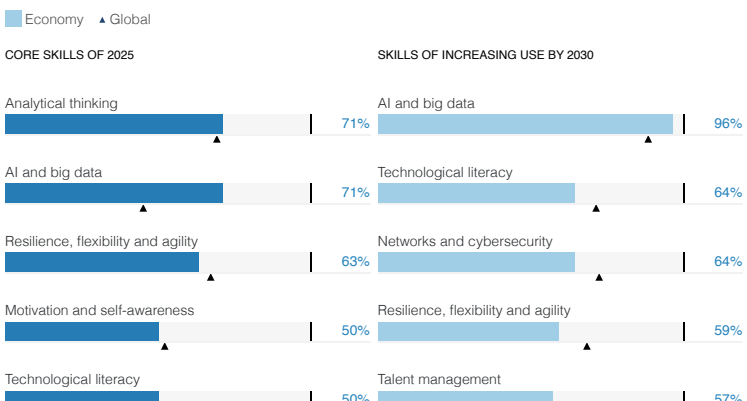 Economy ▲ Global
CORE SKILLS OF 2025
Analytical thinking
71%
AI and big data
71%
Resilience, flexibility and agility
63%
Motivation and self-awareness
50%
Technological literacy
50%
SKILLS OF INCREASING USE BY 2030
AI and big data
96%
Technological literacy
64%
Networks and cybersecurity
64%
Resilience, flexibility and agility
59%
Talent management
57%